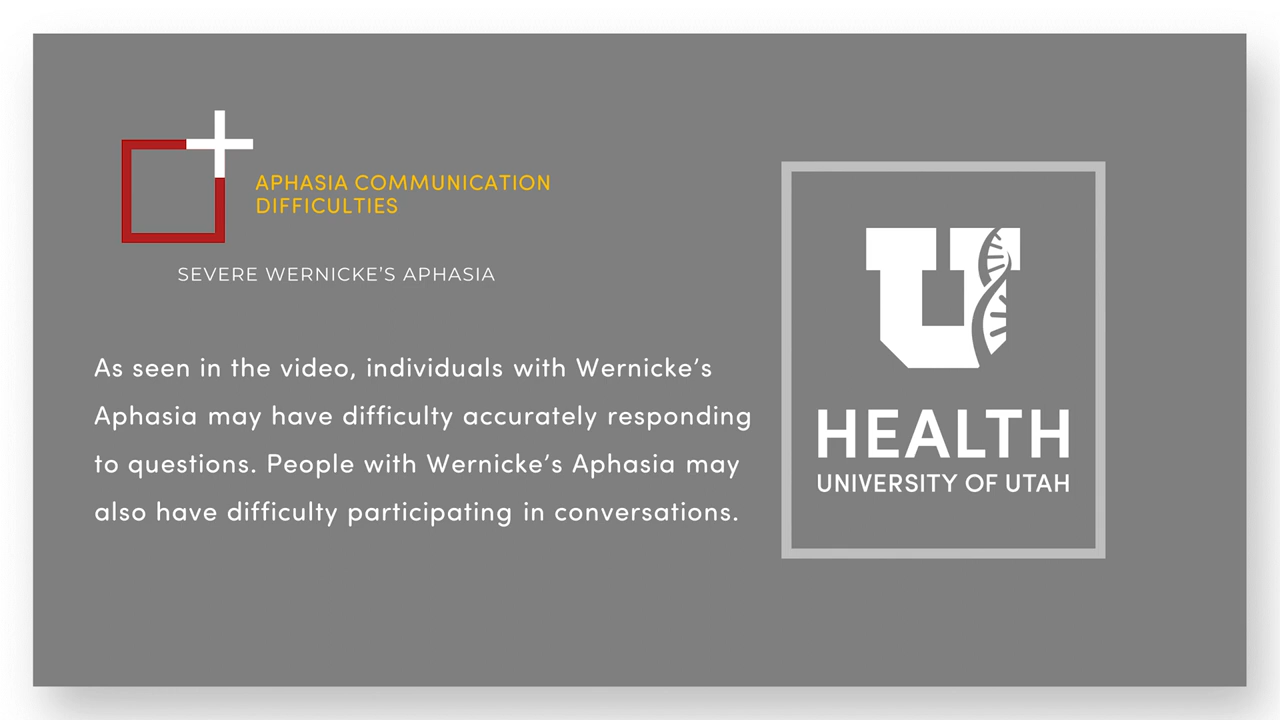 APHASIA COMMUNICATION
DIFFICULTIES
SEVERE WERNICKE’S APHASIA
As seen in the video, individuals with Wernicke’s
Aphasia may have difficulty accurately responding
to questions. People with Wernicke’s Aphasia may
also have difficulty participating in conversations.
U
HEALTH
UNIVERSITY OF UTAH